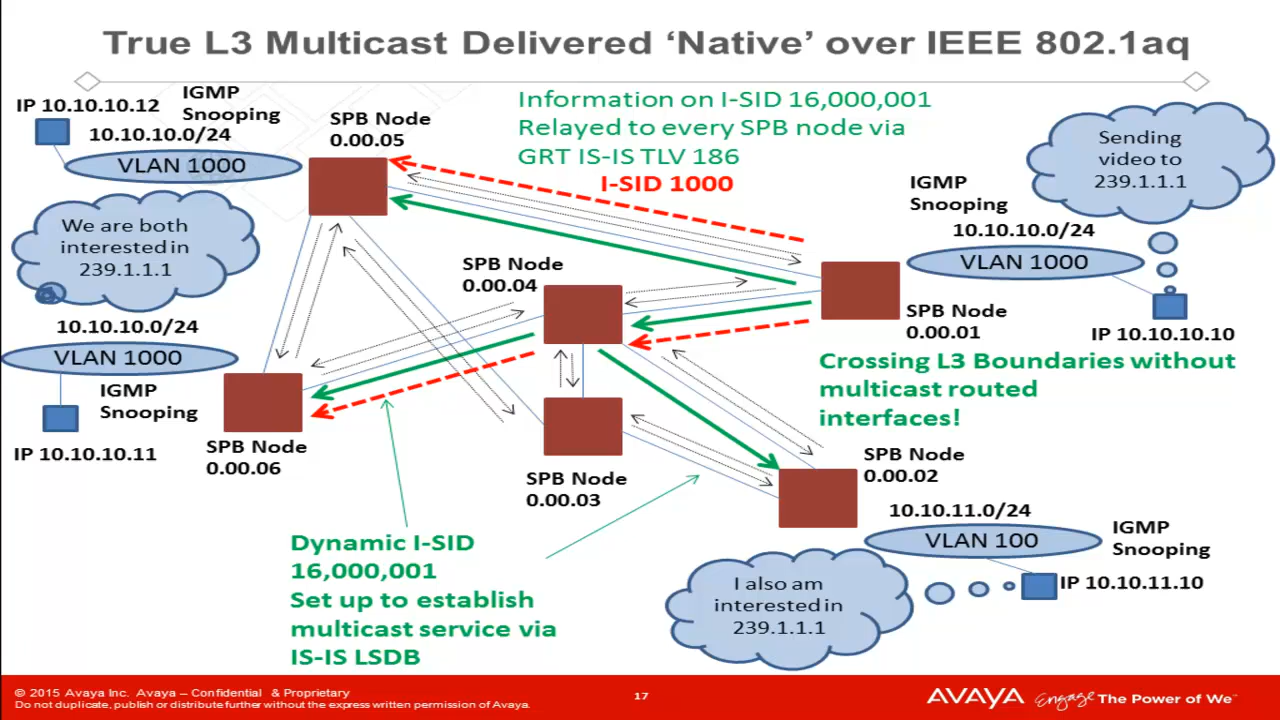 True L3 Multicast Delivered ‘Native’ over IEEE 802.1aq
IP 10.10.10.12
IGMP
Snooping
10.10.10.0/24
VLAN 1000
SPB Node
0.00.05
Information on I-SID 16,000,001
Relayed to every SPB node via
GRT IS-IS TLV 186
I-SID 1000
Sending
video to
239.1.1.1
IGMP
Snooping
10.10.10.0/24
VLAN 1000
We are both
interested in
239.1.1.1
SPB Node
0.00.04
SPB Node
0.00.01
IP 10.10.10.10
10.10.10.0/24
VLAN 1000
IGMP
Snooping
IP 10.10.10.11
SPB Node
0.00.06
Crossing L3 Boundaries without
multicast routed
interfaces!
SPB Node
0.00.03
SPB Node
0.00.02
10.10.11.0/24
VLAN 100
IGMP
Snooping
IP 10.10.11.10
Dynamic I-SID
16,000,001
Set up to establish
multicast service via
IS-IS LSDB
I also am
interested in
239.1.1.1
© 2015 Avaya Inc. Avaya – Confidential & Proprietary
Do not duplicate, publish or distribute further without the express written permission of Avaya.
17
AVAYA Engage The Power of We™